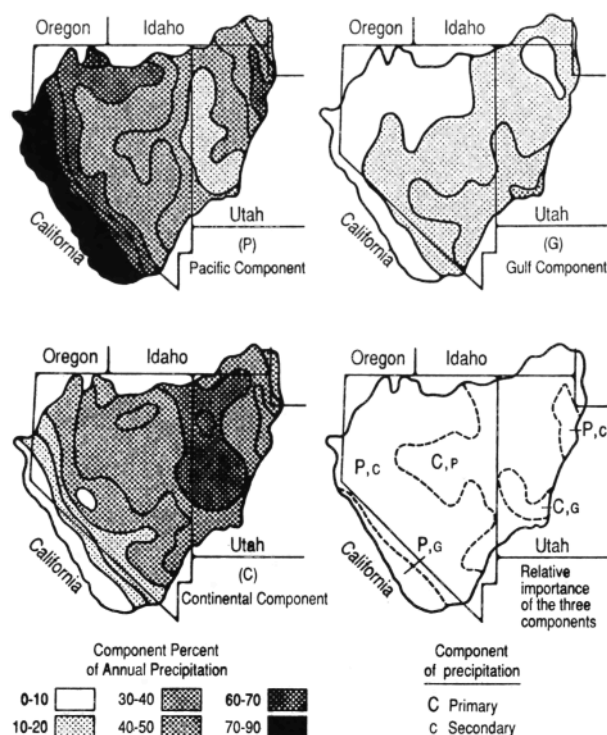 Oregon Idaho
California
Utah
(P)
Pacific Component
Oregon Idaho
Utah
(G)
Gulf Component
Oregon Idaho
California
Utah
(C)
Continental Component
Oregon Idaho
P, c
C, P
P, c
C, G
P, G
California
Utah
Relative
importance
of the three
components
Component Percent
of Annual Precipitation
0-10 30-40 60-70
10-20 40-50 70-90
Component
of precipitation
C Primary
c Secondary